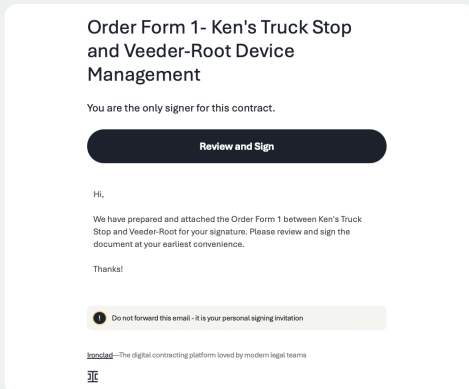 Order Form 1- Ken's Truck Stop
and Veeder-Root Device
Management
You are the only signer for this contract.
Review and Sign
Hi,
We have prepared and attached the Order Form 1 between Ken's Truck
Stop and Veeder-Root for your signature. Please review and sign the
document at your earliest convenience.
Thanks!
! Do not forward this email - it is your personal signing invitation
Ironclad—The digital contracting platform loved by modern legal teams